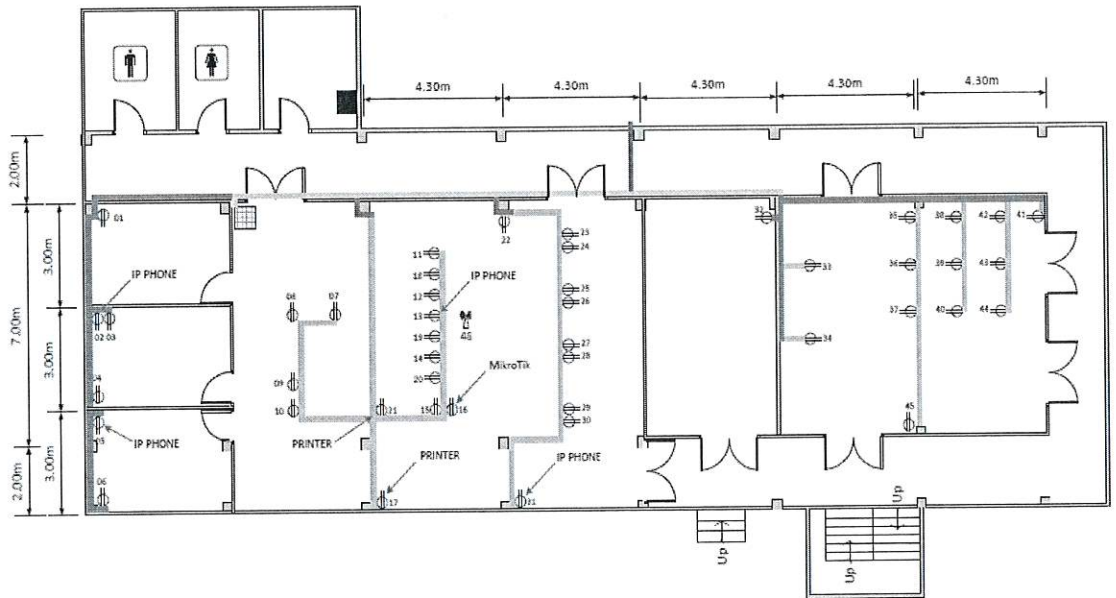 4.30m
4.30m
4.30m
4.30m
4.30m
2.00m
7.00m
2.00m
3.00m
3.00m
3.00m
01
IP PHONE
02 03
04
IP PHONE
05
06
08
07
09
10
11
18
12
13
19
14
20
15
16
IP PHONE
46
MikroTik
21
PRINTER
PRINTER
17
22
23
24
25
26
27
28
29
30
IP PHONE
31
32
33
34
35
36
37
38
39
40
42
43
44
41
45
Up
Up
Up